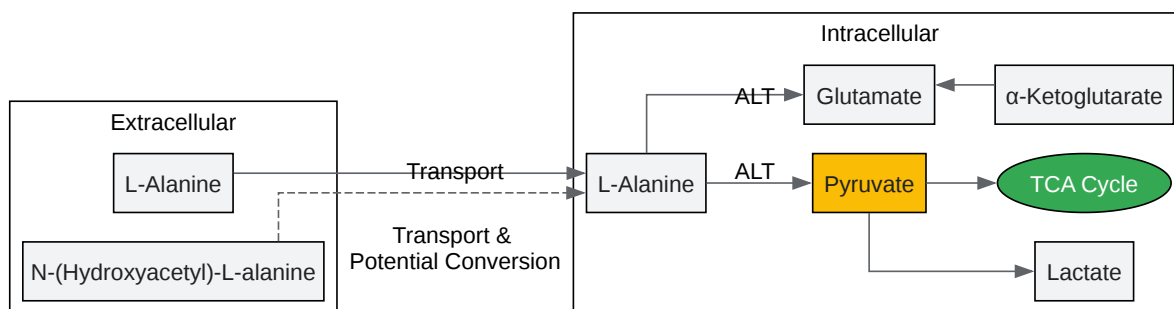 Intracellular
ALT
Glutamate
α-Ketoglutarate
Extracellular
L-Alanine
Transport
L-Alanine
ALT
Pyruvate
TCA Cycle
N-(Hydroxyacetyl)-L-alanine
Transport &
Potential Conversion
Lactate